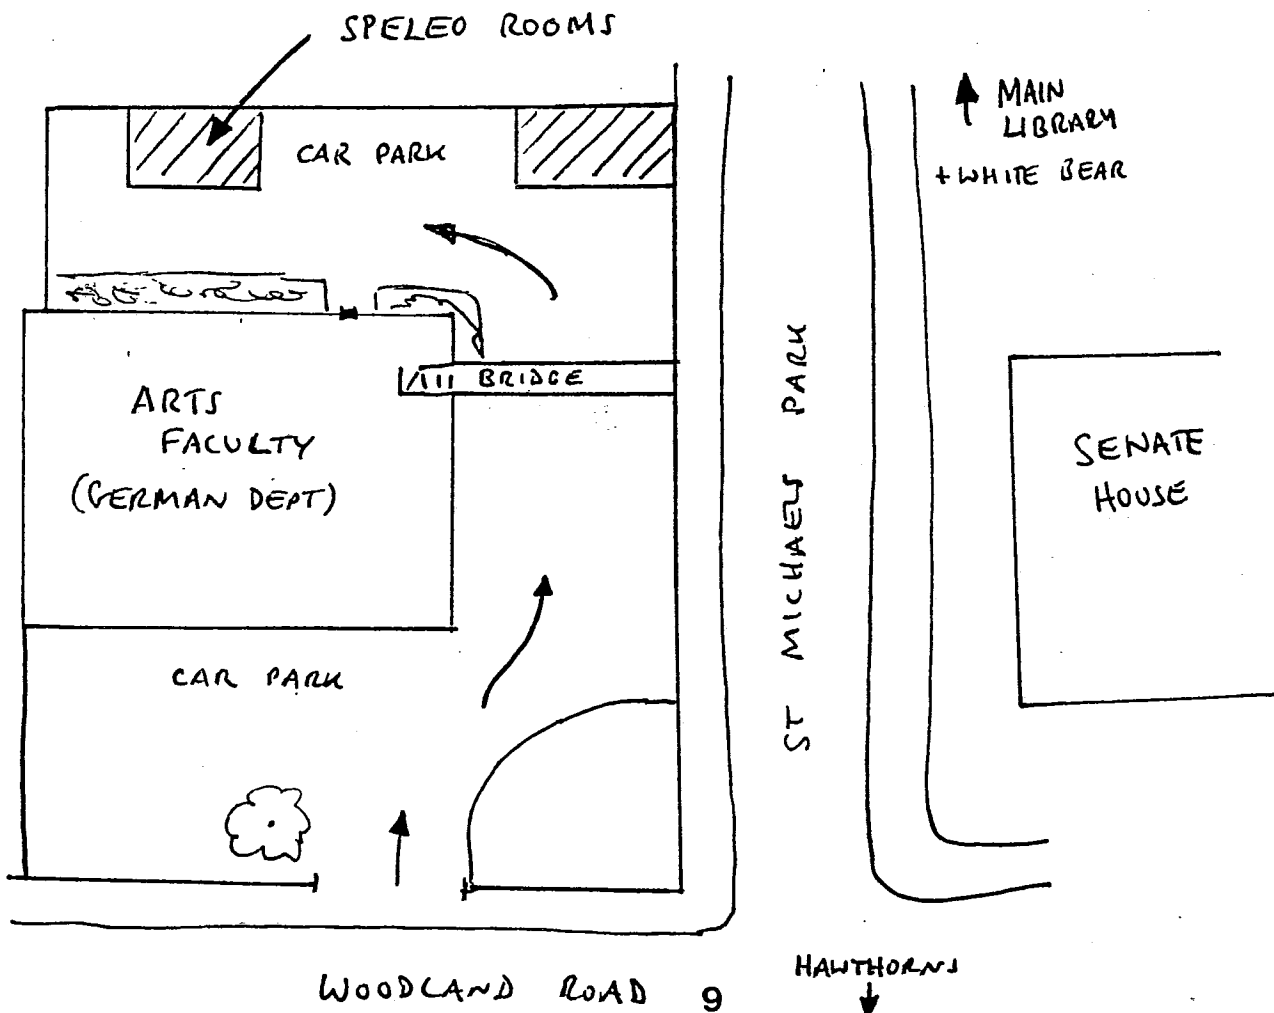 SPELEO ROOMS
MAIN
LIBRARY
+ WHITE BEAR
CAR PARK
BRIDGE
ARTS
FACULTY
(GERMAN DEPT)
ST MICHAELS PARK
SENATE
HOUSE
CAR PARK
HAWTHORNS
WOODLAND ROAD
9